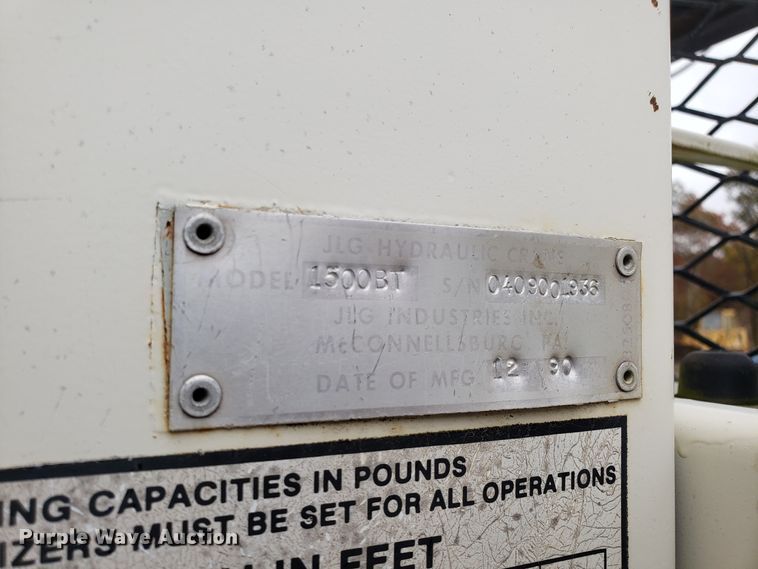 JLG HYDRAULIC CRANE
MODEL 1500BT S/N 0409001936
JLG INDUSTRIES INC.
McCONNELLSBURG, PA.
DATE OF MFG. 12 90
ING CAPACITIES IN POUNDS
IZERS MUST BE SET FOR ALL OPERATIONS
IN FEET
Purple Wave Auction